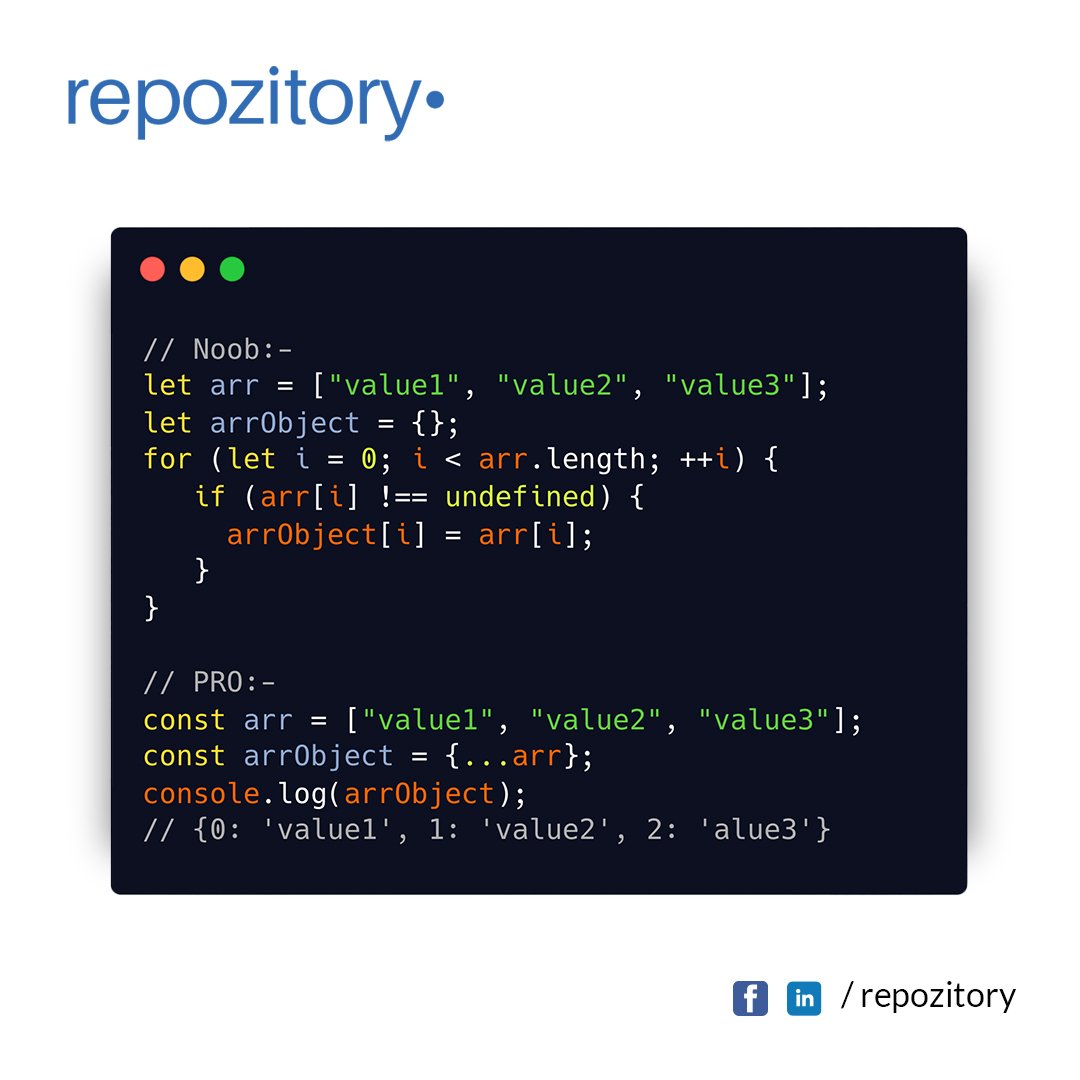 repozitory•
// Noob:-
let arr = ["value1", "value2", "value3"];
let arrObject = {};
for (let i = 0; i < arr.length; ++i) {
   if (arr[i] !== undefined) {
     arrObject[i] = arr[i];
   }
}
// PRO:-
const arr = ["value1", "value2", "value3"];
const arrObject = {...arr};
console.log(arrObject);
// {0: 'value1', 1: 'value2', 2: 'alue3'}
f in /repozitory